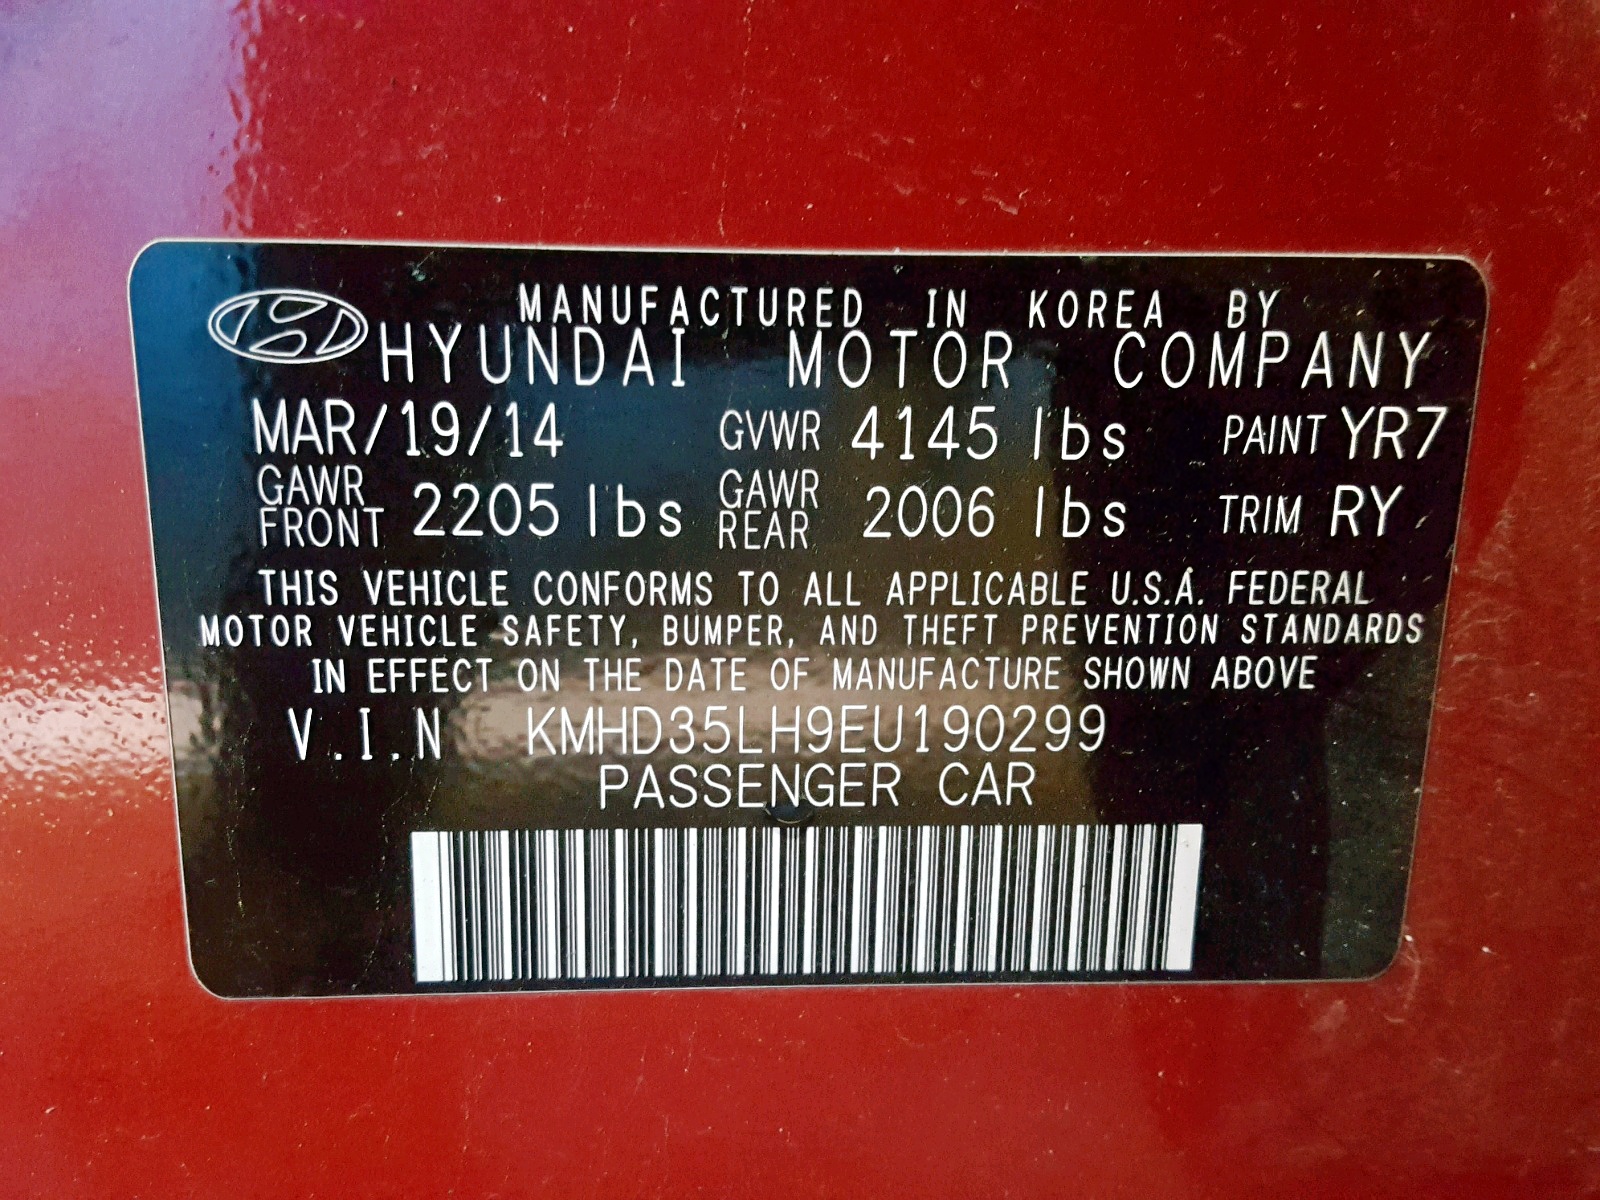 MANUFACTURED IN KOREA BY
HYUNDAI MOTOR COMPANY
MAR/19/14 GVWR 4145 lbs PAINT YR7
GAWR FRONT 2205 lbs GAWR REAR 2006 lbs TRIM RY
THIS VEHICLE CONFORMS TO ALL APPLICABLE U.S.A. FEDERAL
MOTOR VEHICLE SAFETY, BUMPER, AND THEFT PREVENTION STANDARDS
IN EFFECT ON THE DATE OF MANUFACTURE SHOWN ABOVE
V.I.N KMHD35LH9EU190299
PASSENGER CAR